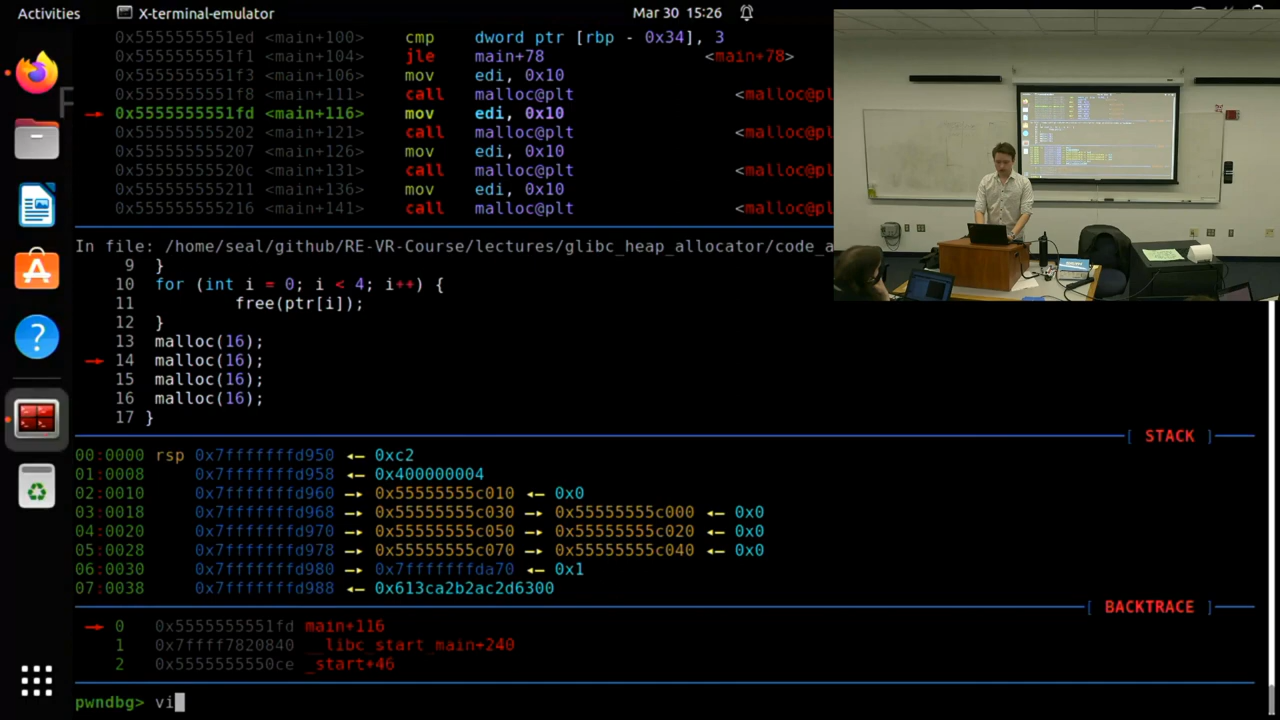 Activities X-terminal-emulator Mar 30 15:26
0x5555555551ed <main+100> cmp dword ptr [rbp - 0x34], 3
0x5555555551f1 <main+104> jle main+78 <main+78>
0x5555555551f3 <main+106> mov edi, 0x10
0x5555555551f8 <main+111> call malloc@plt <malloc@pl
→ 0x5555555551fd <main+116> mov edi, 0x10
0x555555555202 <main+121> call malloc@plt <malloc@pl
0x555555555207 <main+126> mov edi, 0x10
0x55555555520c <main+131> call malloc@plt <malloc@pl
0x555555555211 <main+136> mov edi, 0x10
0x555555555216 <main+141> call malloc@plt <malloc@pl
In file: /home/seal/github/RE-VR-Course/lectures/glibc_heap_allocator/code_a
9 }
10 for (int i = 0; i < 4; i++) {
11 free(ptr[i]);
12 }
13 malloc(16);
→ 14 malloc(16);
15 malloc(16);
16 malloc(16);
17 }
[ STACK ]
00:0000 rsp 0x7fffffffd950 ← 0xc2
01:0008 0x7fffffffd958 ← 0x400000004
02:0010 0x7fffffffd960 → 0x55555555c010 ← 0x0
03:0018 0x7fffffffd968 → 0x55555555c030 → 0x55555555c000 ← 0x0
04:0020 0x7fffffffd970 → 0x55555555c050 → 0x55555555c020 ← 0x0
05:0028 0x7fffffffd978 → 0x55555555c070 → 0x55555555c040 ← 0x0
06:0030 0x7fffffffd980 → 0x7fffffffda70 ← 0x1
07:0038 0x7fffffffd988 ← 0x613ca2b2ac2d6300
[ BACKTRACE ]
→ 0 0x5555555551fd main+116
1 0x7ffff7820840 __libc_start_main+240
2 0x5555555550ce _start+46
pwndbg> vi